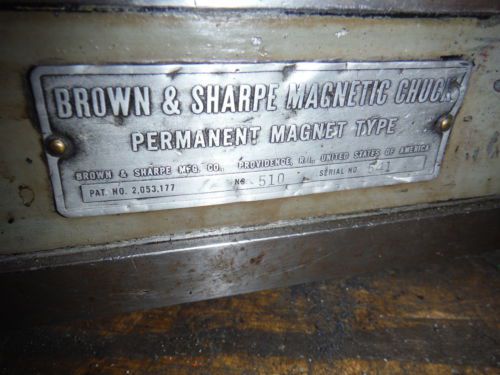 BROWN & SHARPE MAGNETIC CHUCK
PERMANENT MAGNET TYPE
BROWN & SHARPE MFG. CO., PROVIDENCE, R.I., UNITED STATES OF AMERICA
PAT. NO. 2,053,177 NO. 510 SERIAL NO.